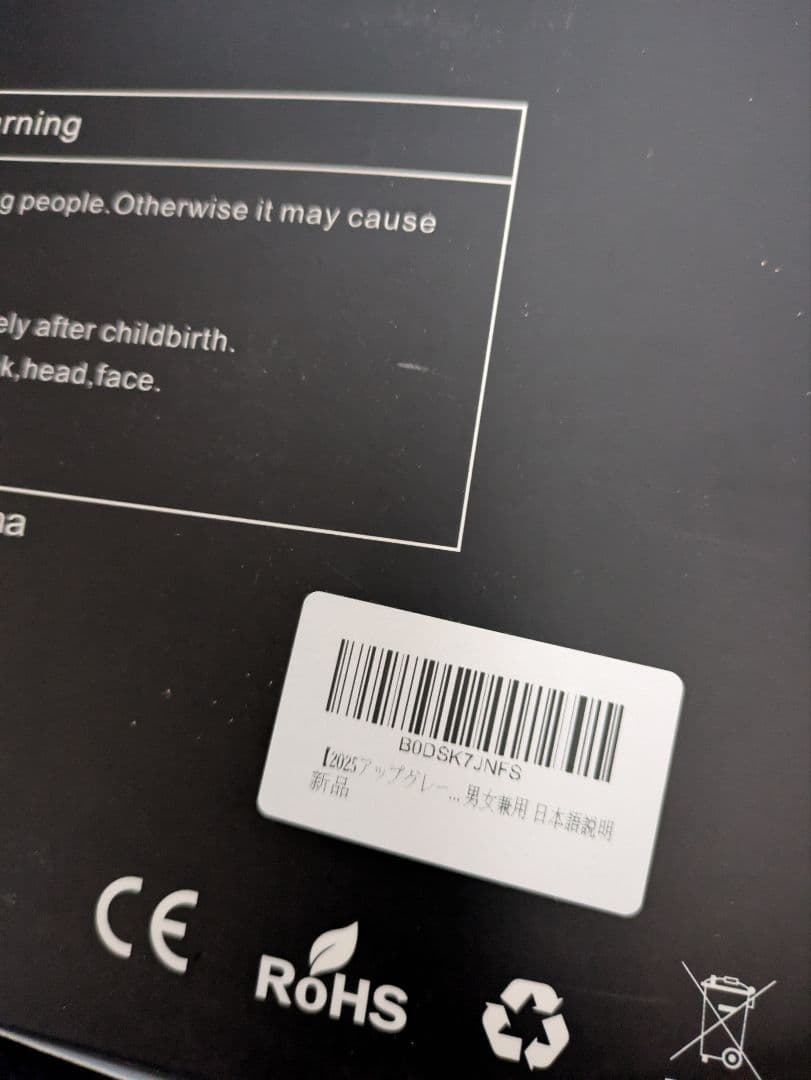 rning
g people.Otherwise it may cause
ely after childbirth.
k,head,face.
na
B0DSK7JNFS
【2025アップグレー... 男女兼用 日本語説明
新品
CE
RoHS